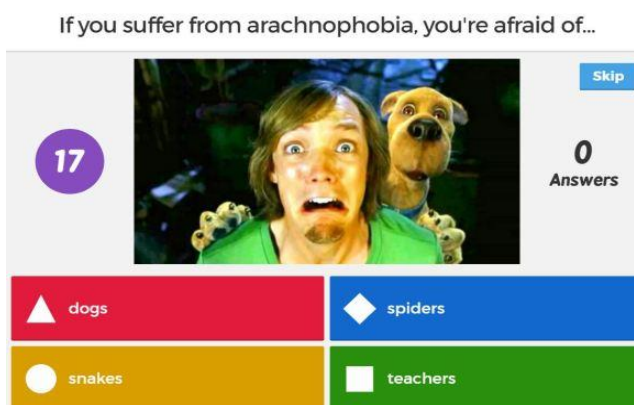 If you suffer from arachnophobia, you're afraid of...
Skip
17
0
Answers
dogs
spiders
snakes
teachers